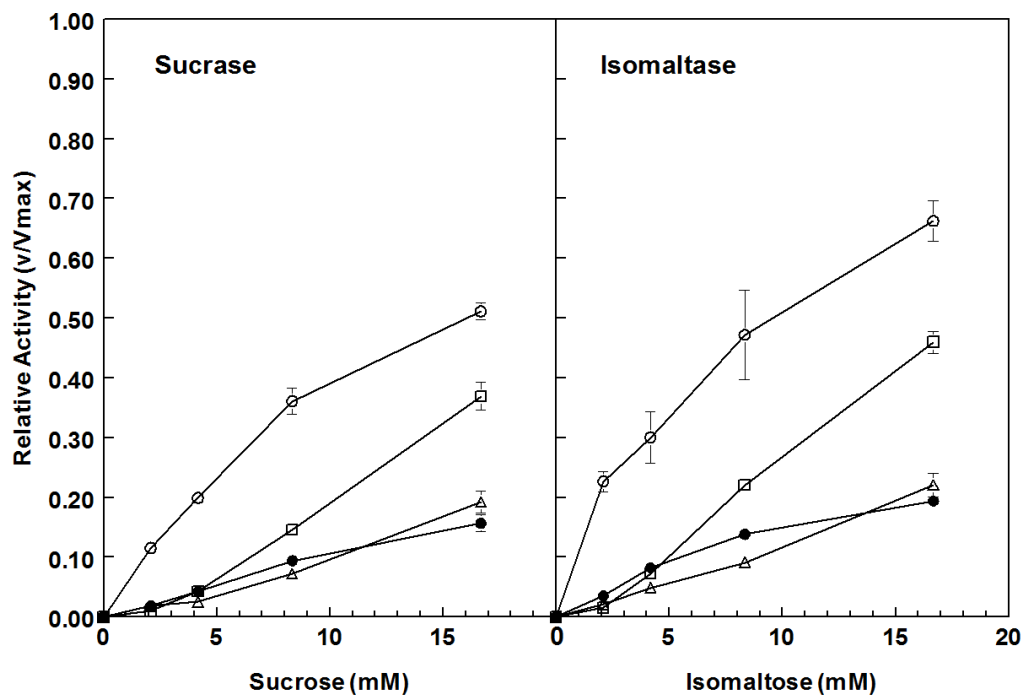 Sucrase
Isomaltase
Relative Activity (v/Vmax)
1.00
0.90
0.80
0.70
0.60
0.50
0.40
0.30
0.20
0.10
0.00
0 5 10 15
0 5 10 15 20
Sucrose (mM)
Isomaltose (mM)